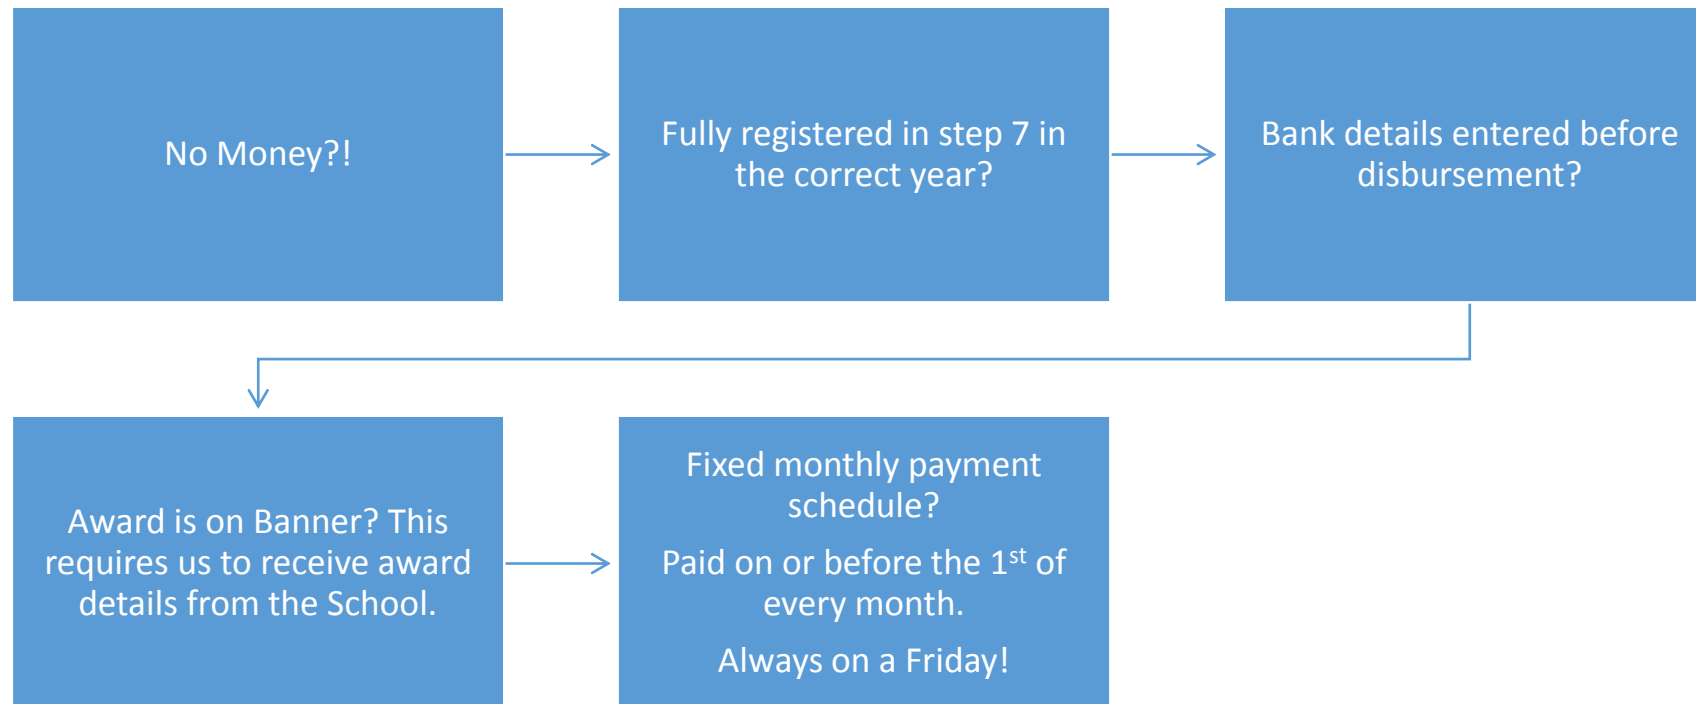 No Money?!
Fully registered in step 7 in
the correct year?
Bank details entered before
disbursement?
Award is on Banner? This
requires us to receive award
details from the School.
Fixed monthly payment
schedule?
Paid on or before the 1st of
every month.
Always on a Friday!